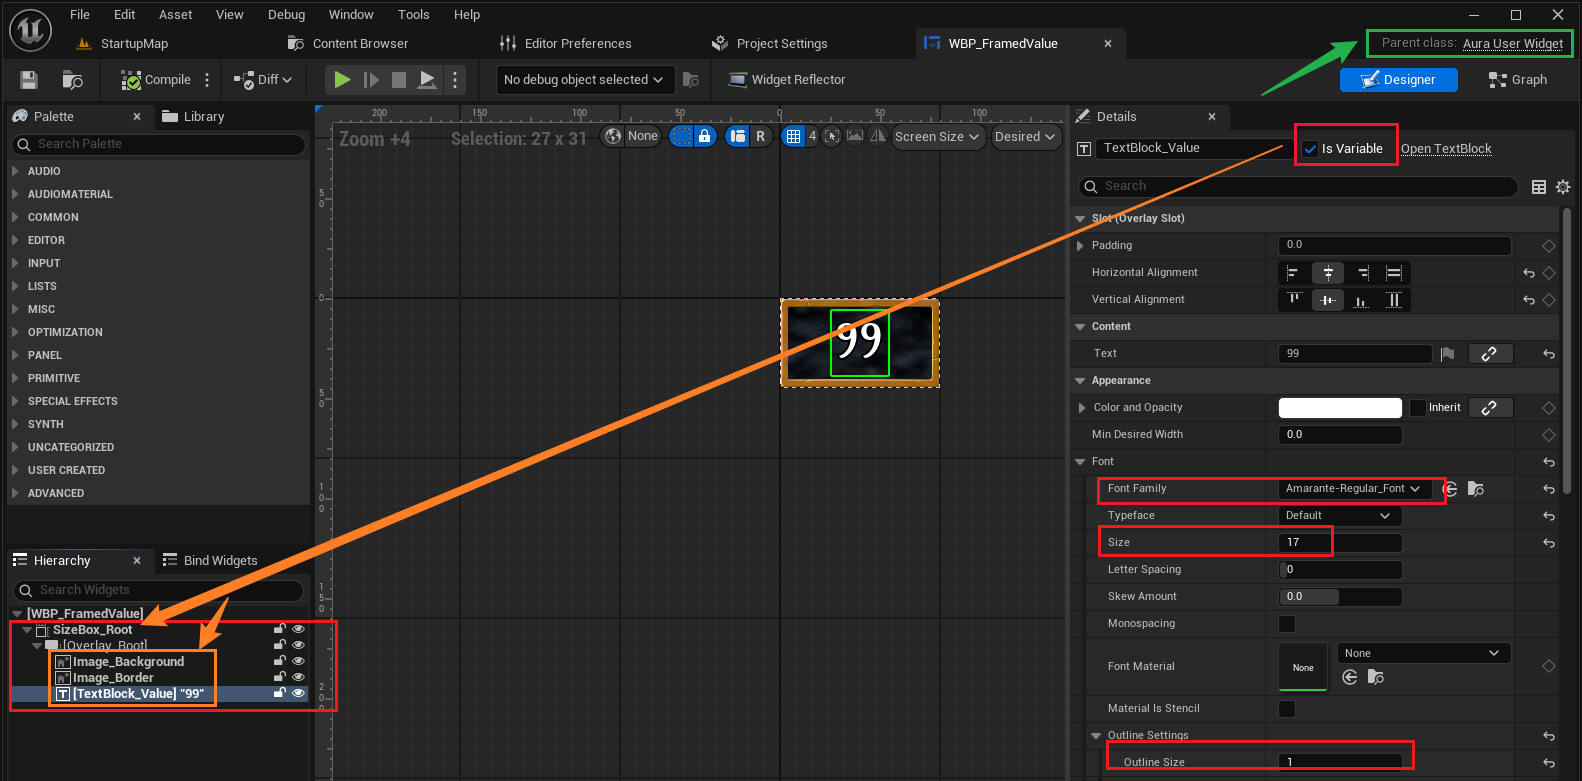 File Edit Asset View Debug Window Tools Help
StartupMap Content Browser Editor Preferences Project Settings WBP_FramedValue Parent class: Aura User Widget
Compile Diff No debug object selected Widget Reflector Designer Graph
Palette Library
Search Palette
AUDIO
AUDIOMATERIAL
COMMON
EDITOR
INPUT
LISTS
MISC
OPTIMIZATION
PANEL
PRIMITIVE
SPECIAL EFFECTS
SYNTH
UNCATEGORIZED
USER CREATED
ADVANCED
Hierarchy Bind Widgets
Search Widgets
[WBP_FramedValue]
SizeBox_Root
[Overlay_Root]
Image_Background
Image_Border
[TextBlock_Value] "99"
200 150 100 50 0 50 100
Zoom +4 Selection: 27 x 31 None R 4 Screen Size Desired
50
0
50
100
150
200
99
Details
TextBlock_Value Is Variable Open TextBlock
Search
Slot (Overlay Slot)
Padding 0.0
Horizontal Alignment
Vertical Alignment
Content
Text 99
Appearance
Color and Opacity Inherit
Min Desired Width 0.0
Font
Font Family Amarante-Regular_Font
Typeface Default
Size 17
Letter Spacing 0
Skew Amount 0.0
Monospacing
Font Material None None
Material Is Stencil
Outline Settings
Outline Size 1